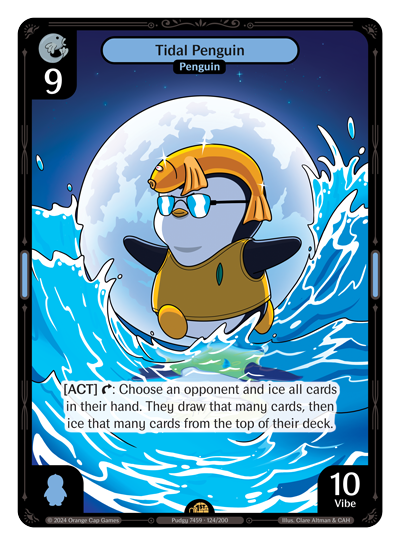 9
Tidal Penguin
Penguin
[ACT] : Choose an opponent and ice all cards
in their hand. They draw that many cards, then
ice that many cards from the top of their deck.
10
Vibe
© 2024 Orange Cap Games
Pudgy 7459 · 124/200
Illus. Clare Altman & CAH